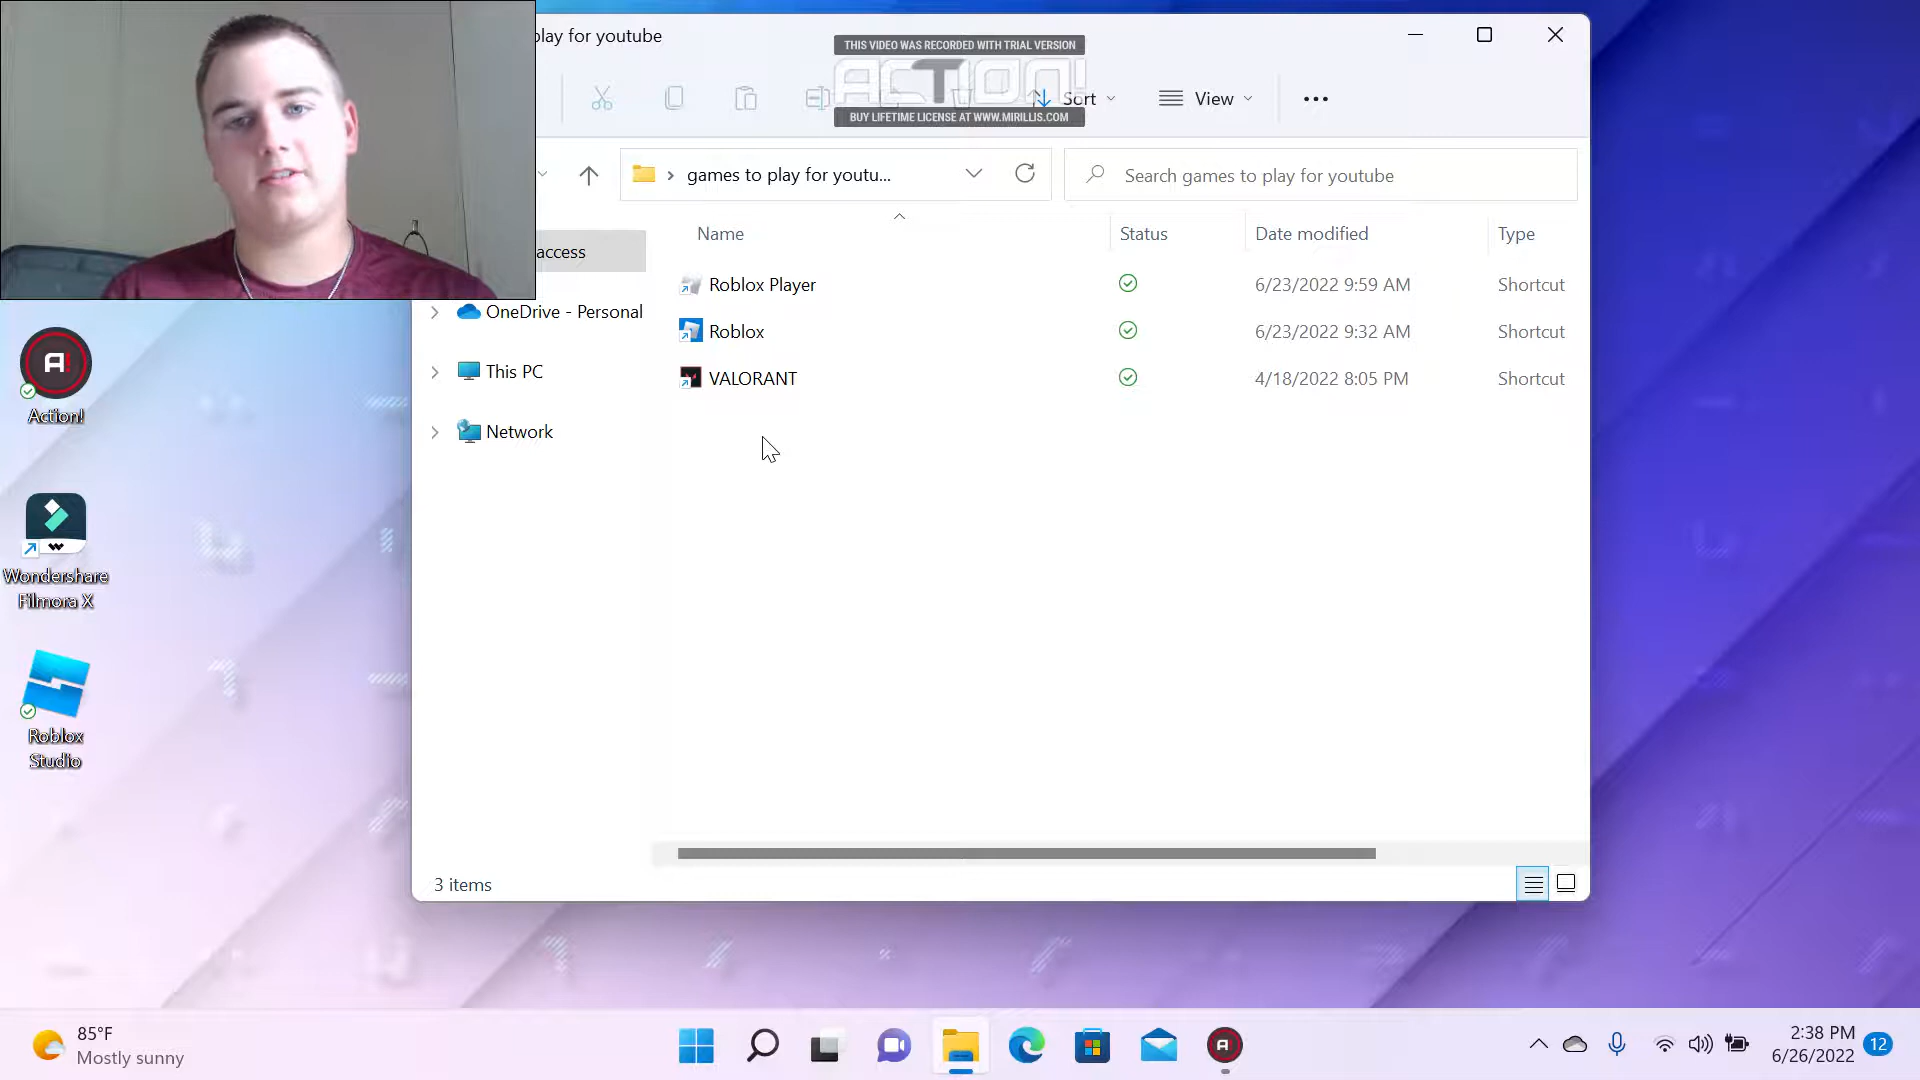 play for youtube
THIS VIDEO WAS RECORDED WITH TRIAL VERSION
ACTION!
BUY LIFETIME LICENSE AT WWW.MIRILLIS.COM
Sort
View
games to play for youtu...
Search games to play for youtube
Name
Status
Date modified
Type
access
OneDrive - Personal
This PC
Network
Roblox Player
6/23/2022 9:59 AM
Shortcut
Roblox
6/23/2022 9:32 AM
Shortcut
VALORANT
4/18/2022 8:05 PM
Shortcut
Action!
Wondershare
Filmora X
Roblox
Studio
3 items
85°F
Mostly sunny
2:38 PM
6/26/2022
12